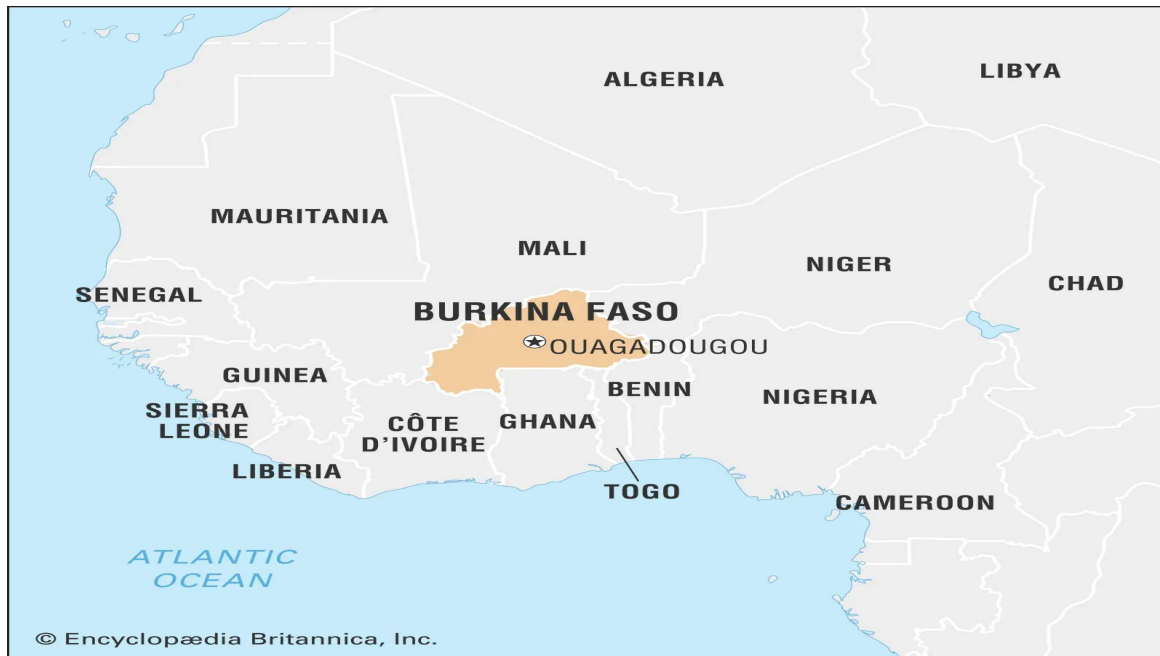 ALGERIA
LIBYA
MAURITANIA
MALI
NIGER
CHAD
SENEGAL
BURKINA FASO
OUAGADOUGOU
GUINEA
BENIN
NIGERIA
SIERRA
LEONE
CÔTE
D'IVOIRE
GHANA
LIBERIA
TOGO
CAMEROON
ATLANTIC
OCEAN
© Encyclopædia Britannica, Inc.